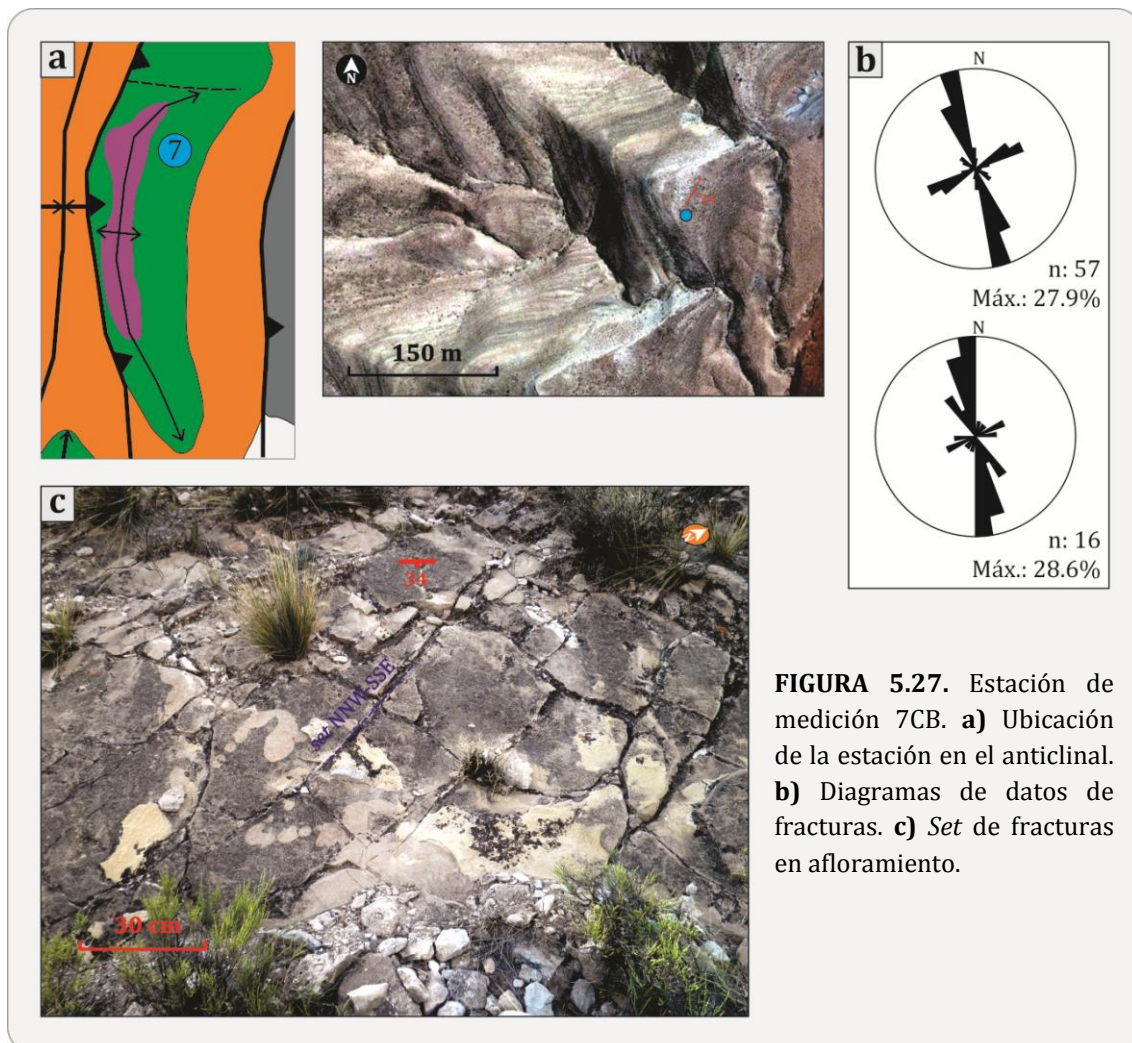 a
7
N
150 m
b
N
n: 57
Máx.: 27.9%
N
n: 16
Máx.: 28.6%
c
34
set NNW-SSE
N
30 cm
FIGURA 5.27. Estación de
medición 7CB. a) Ubicación
de la estación en el anticlinal.
b) Diagramas de datos de
fracturas. c) Set de fracturas
en afloramiento.